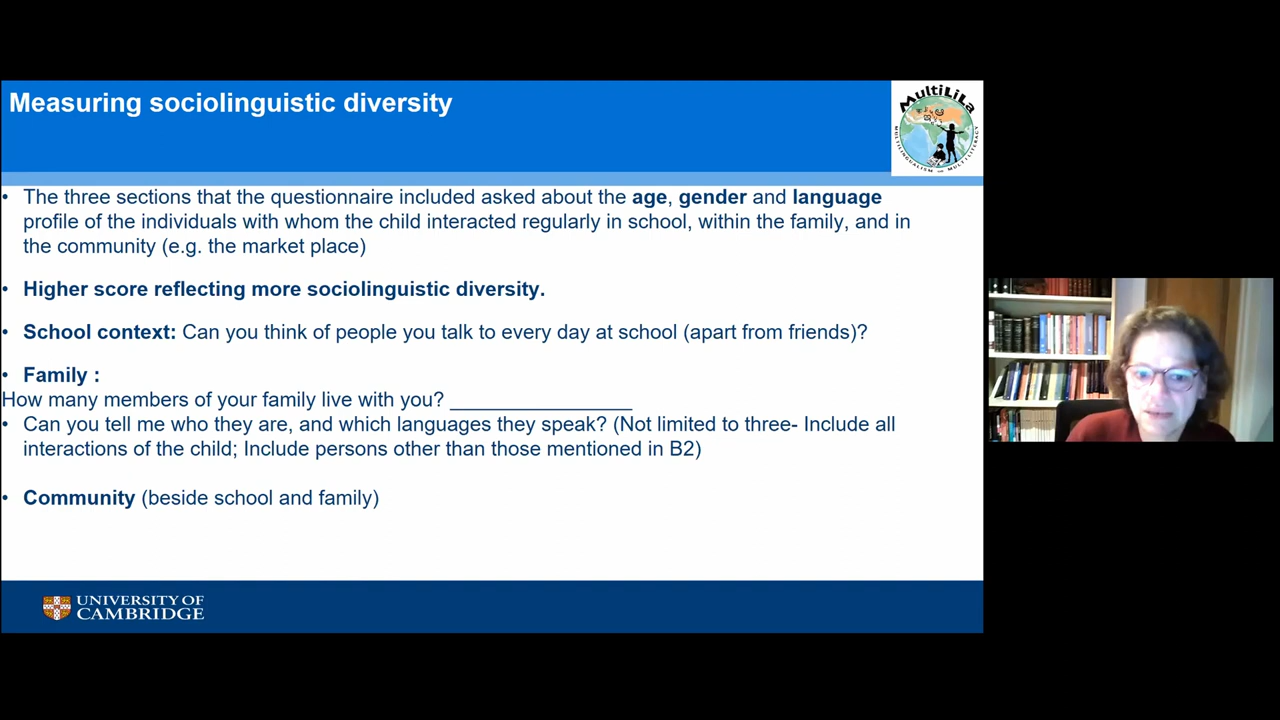 Measuring sociolinguistic diversity
MultiLiLa
MULTILINGUALISM MULTILITERACY
• The three sections that the questionnaire included asked about the age, gender and language
profile of the individuals with whom the child interacted regularly in school, within the family, and in
the community (e.g. the market place)
• Higher score reflecting more sociolinguistic diversity.
• School context: Can you think of people you talk to every day at school (apart from friends)?
• Family :
How many members of your family live with you? _________________
• Can you tell me who they are, and which languages they speak? (Not limited to three- Include all
interactions of the child; Include persons other than those mentioned in B2)
• Community (beside school and family)
UNIVERSITY OF
CAMBRIDGE